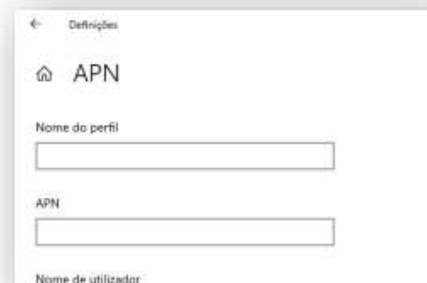 Definições
APN
Nome do perfil
APN
Nome de utilizador